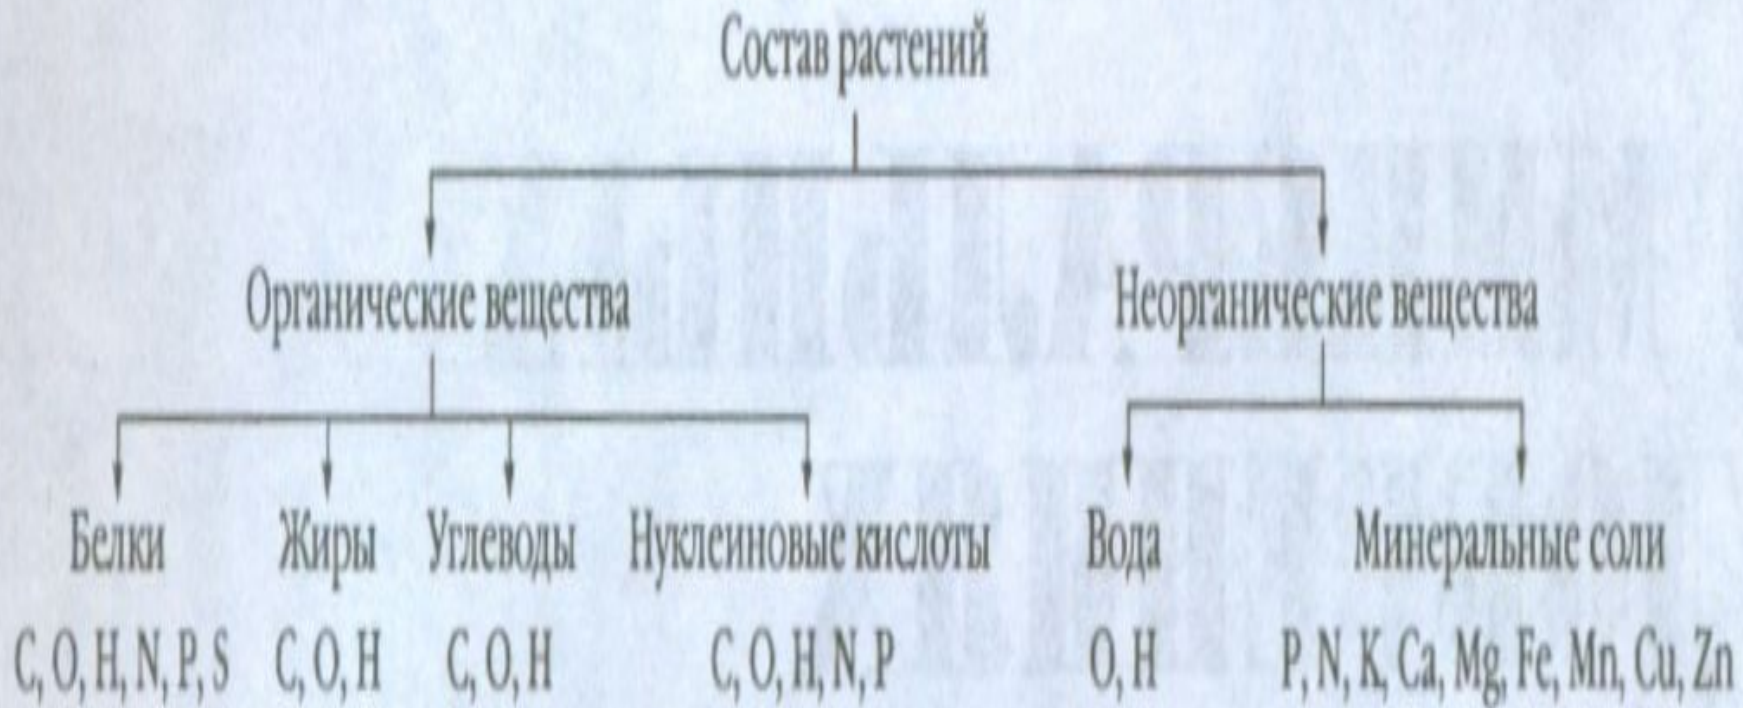 Состав растений
Органические вещества Неорганические вещества
Белки Жиры Углеводы Нуклеиновые кислоты Вода Минеральные соли
C, O, H, N, P, S C, O, H C, O, H C, O, H, N, P O, H P, N, K, Ca, Mg, Fe, Mn, Cu, Zn